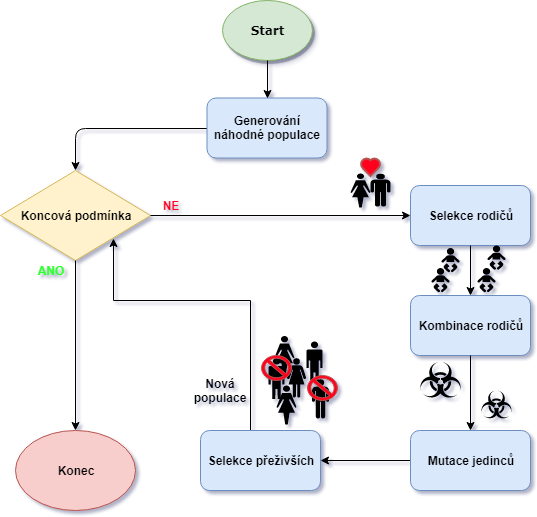 Start
Generování
náhodné populace
Koncová podmínka
NE
Selekce rodičů
ANO
Kombinace rodičů
Nová
populace
Selekce přeživších
Mutace jedinců
Konec